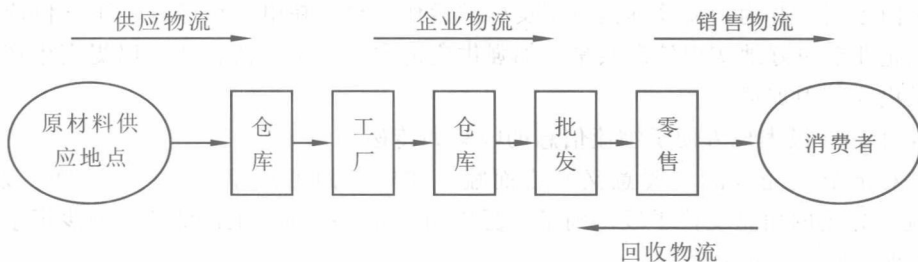 供应物流 企业物流 销售物流
原材料供应地点
仓库
工厂
仓库
批发
零售
消费者
回收物流